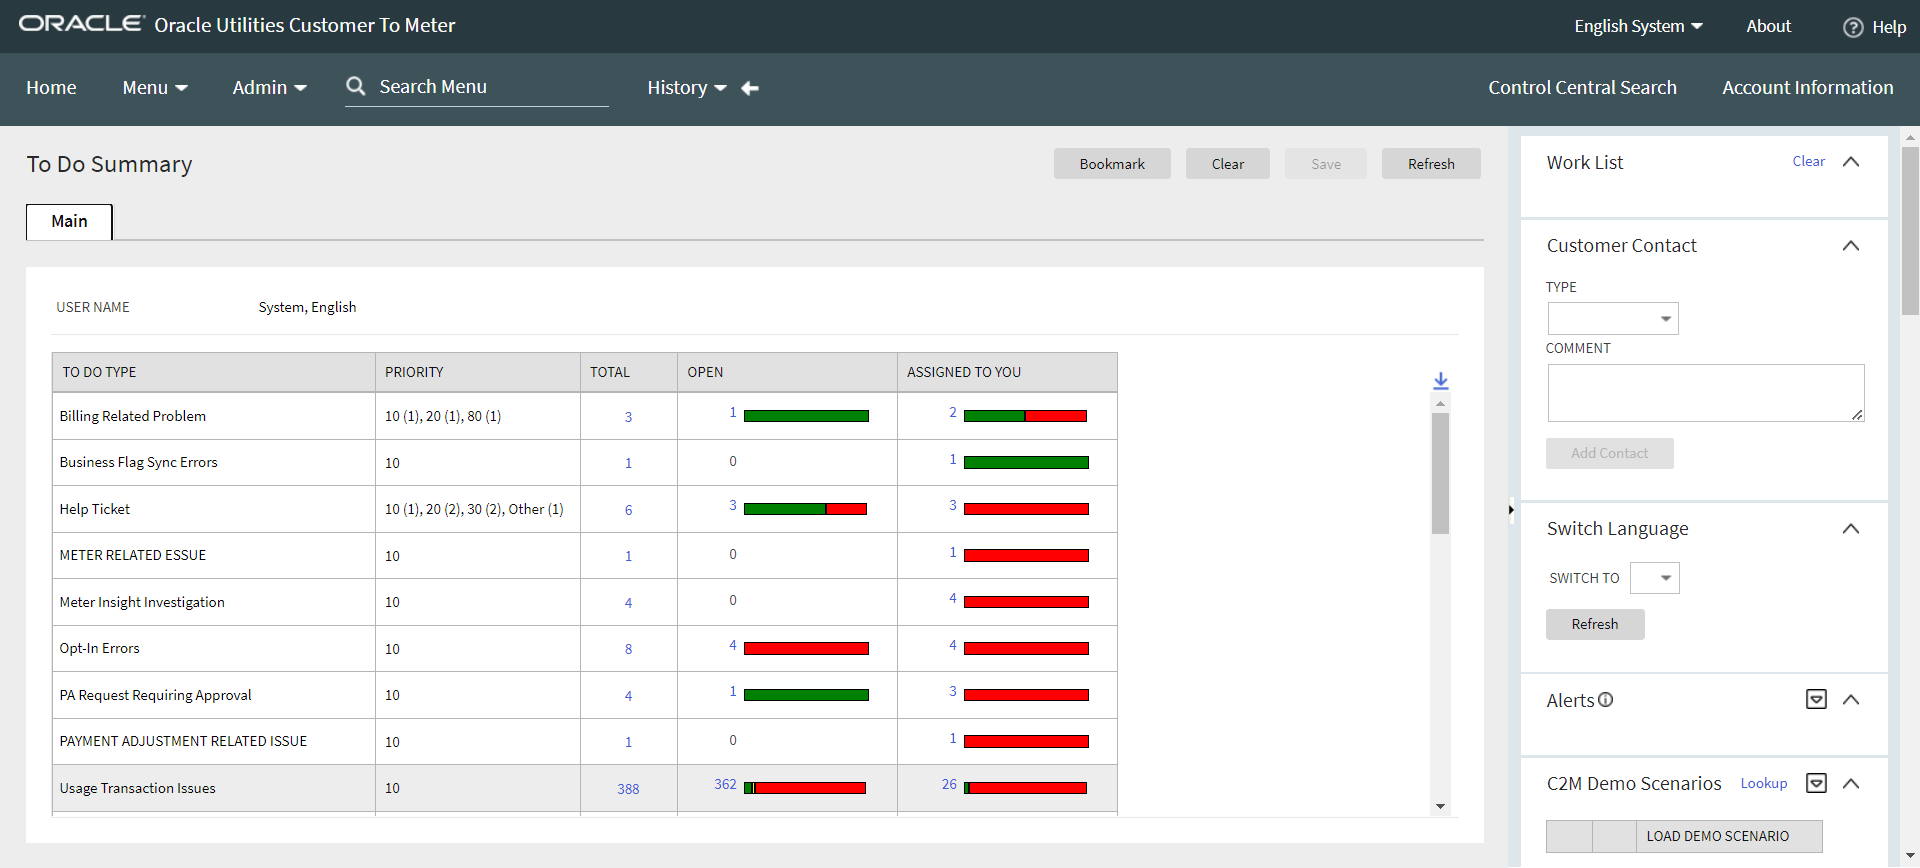 ORACLE Oracle Utilities Customer To Meter
English System About Help
Home Menu Admin Search Menu History Control Central Search Account Information
To Do Summary
Bookmark Clear Save Refresh
Main
USER NAME System, English
TO DO TYPE PRIORITY TOTAL OPEN ASSIGNED TO YOU
Billing Related Problem 10 (1), 20 (1), 80 (1) 3 1 2
Business Flag Sync Errors 10 1 0 1
Help Ticket 10 (1), 20 (2), 30 (2), Other (1) 6 3 3
METER RELATED ESSUE 10 1 0 1
Meter Insight Investigation 10 4 0 4
Opt-In Errors 10 8 4 4
PA Request Requiring Approval 10 4 1 3
PAYMENT ADJUSTMENT RELATED ISSUE 10 1 0 1
Usage Transaction Issues 10 388 362 26
Work List Clear
Customer Contact
TYPE
COMMENT
Add Contact
Switch Language
SWITCH TO
Refresh
Alerts
C2M Demo Scenarios Lookup
LOAD DEMO SCENARIO